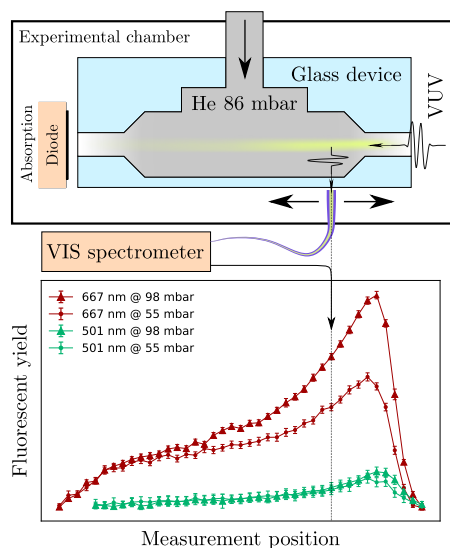 Experimental chamber
Glass device
He 86 mbar
VUV
Absorption
Diode
VIS spectrometer
667 nm @ 98 mbar
667 nm @ 55 mbar
501 nm @ 98 mbar
501 nm @ 55 mbar
Fluorescent yield
Measurement position